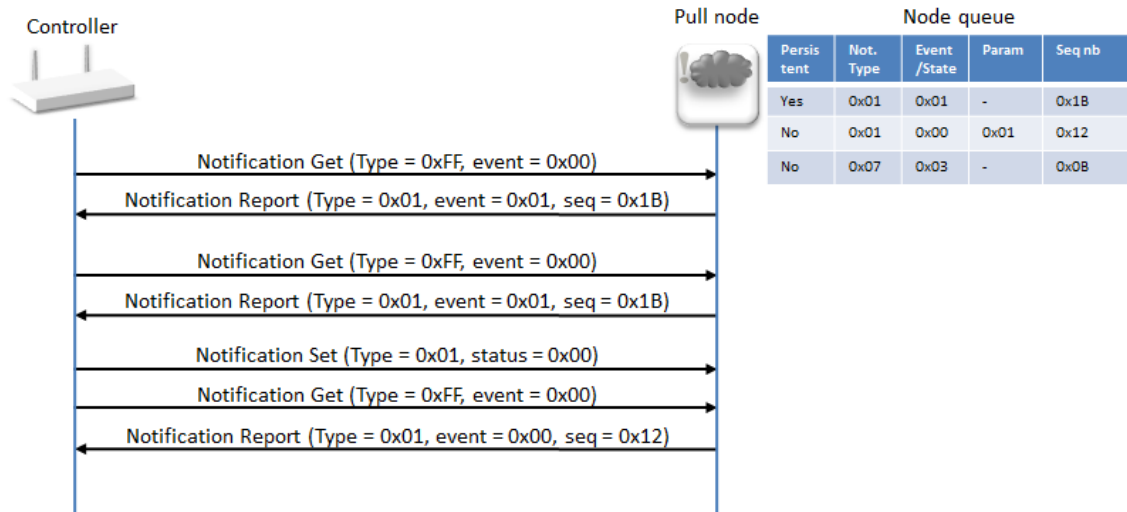 Controller
Pull node
Node queue
Persis tent Not. Type Event /State Param Seq nb
Yes 0x01 0x01 - 0x1B
No 0x01 0x00 0x01 0x12
No 0x07 0x03 - 0x0B
Notification Get (Type = 0xFF, event = 0x00)
Notification Report (Type = 0x01, event = 0x01, seq = 0x1B)
Notification Get (Type = 0xFF, event = 0x00)
Notification Report (Type = 0x01, event = 0x01, seq = 0x1B)
Notification Set (Type = 0x01, status = 0x00)
Notification Get (Type = 0xFF, event = 0x00)
Notification Report (Type = 0x01, event = 0x00, seq = 0x12)